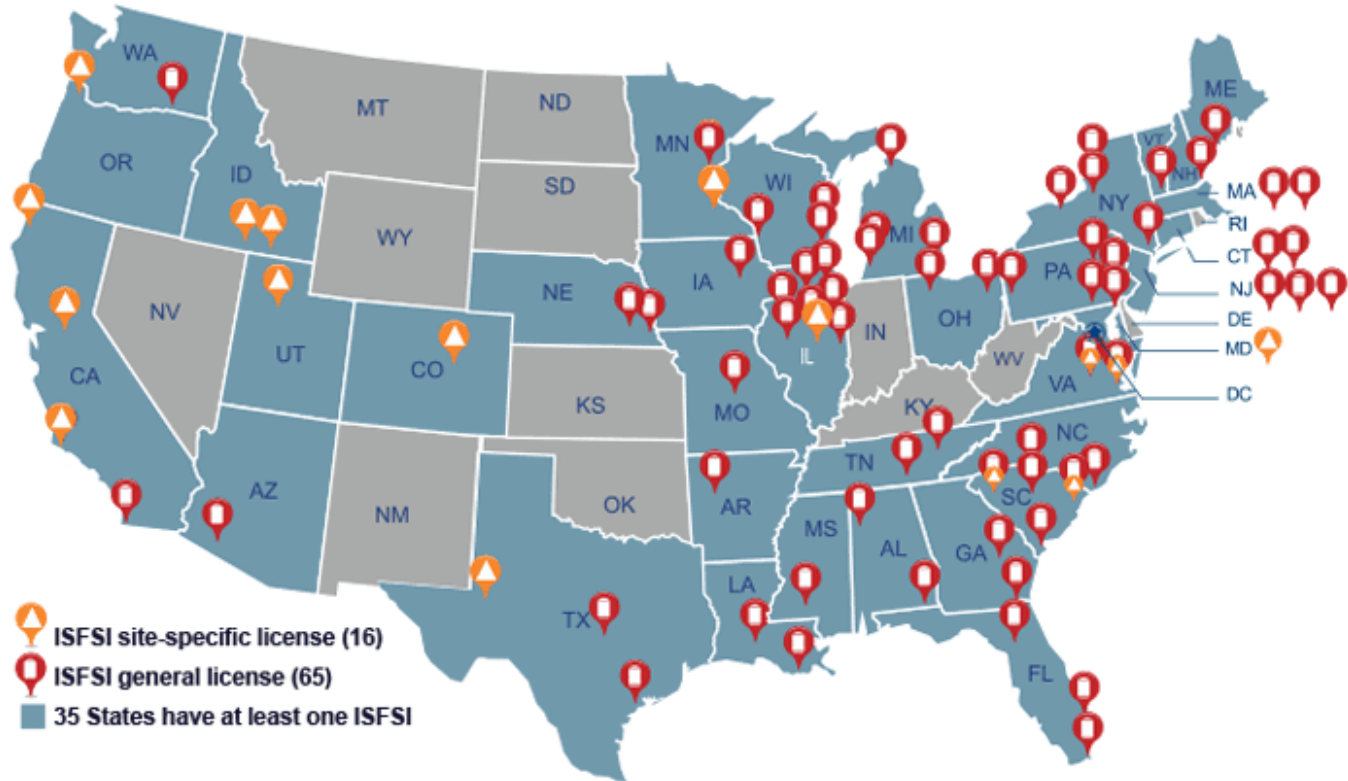 WA
MT
ND
MN
ME
OR
ID
SD
WI
VT
NH
MA
WY
MI
NY
RI
CT
NV
NE
IA
PA
NJ
UT
CO
IL
IN
OH
DE
MD
CA
KS
MO
WV
VA
DC
KY
AZ
NM
OK
AR
TN
NC
SC
MS
AL
GA
LA
TX
FL
ISFSI site-specific license (16)
ISFSI general license (65)
35 States have at least one ISFSI